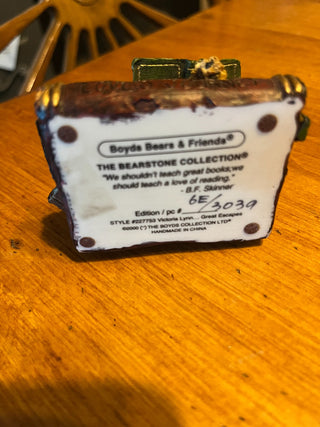 Boyds Bears & Friends®
THE BEARSTONE COLLECTION®
"We shouldn't teach great books;we
should teach a love of reading."
- B.F. Skinner
Edition / pc # 6E/3039
STYLE #227793 Victoria Lynn... Great Escapes
©2000 (*) THE BOYDS COLLECTION LTD®
HANDMADE IN CHINA